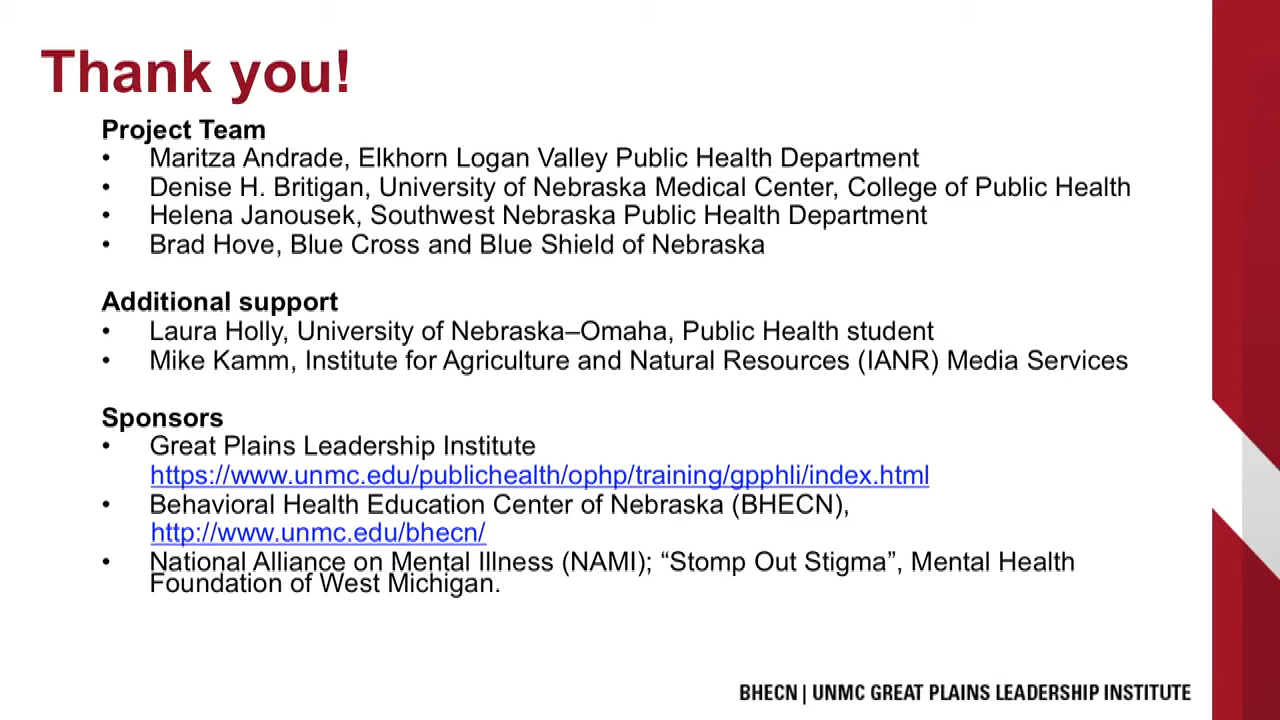 Thank you!
Project Team
• Maritza Andrade, Elkhorn Logan Valley Public Health Department
• Denise H. Britigan, University of Nebraska Medical Center, College of Public Health
• Helena Janousek, Southwest Nebraska Public Health Department
• Brad Hove, Blue Cross and Blue Shield of Nebraska
Additional support
• Laura Holly, University of Nebraska–Omaha, Public Health student
• Mike Kamm, Institute for Agriculture and Natural Resources (IANR) Media Services
Sponsors
• Great Plains Leadership Institute
https://www.unmc.edu/publichealth/ophp/training/gpphli/index.html
• Behavioral Health Education Center of Nebraska (BHECN),
http://www.unmc.edu/bhecn/
• National Alliance on Mental Illness (NAMI); “Stomp Out Stigma”, Mental Health
Foundation of West Michigan.
BHECN | UNMC GREAT PLAINS LEADERSHIP INSTITUTE